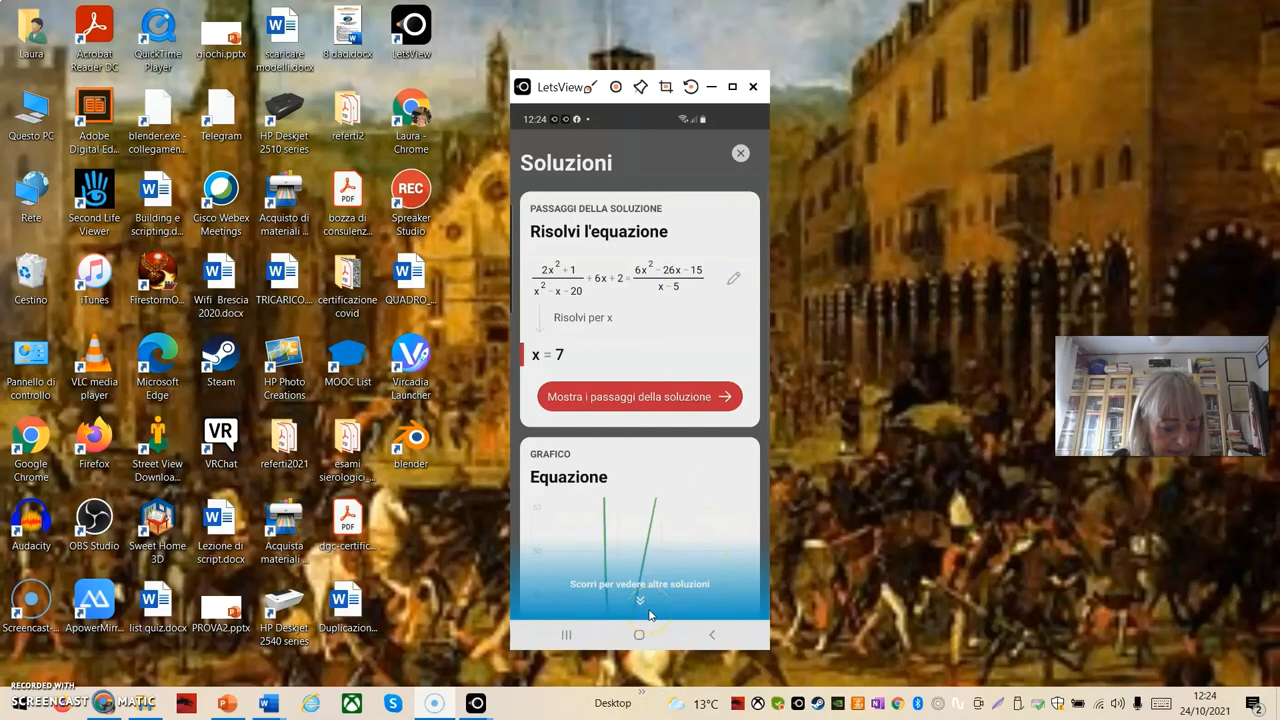 Laura
Acrobat
Reader DC
QuickTime
Player
giochi.pptx
scaricare
modelli.docx
8.dad.docx
LetsView
Questo PC
Adobe
Digital Ed...
blender.exe -
collegamen...
Telegram
HP Deskjet
2510 series
referti2
Laura -
Chrome
Rete
Second Life
Viewer
Building e
scripting.d...
Cisco Webex
Meetings
Acquisto di
materiali ...
PDF
bozza di
consulenz...
REC
Spreaker
Studio
Cestino
iTunes
FirestormO...
Wifi Brescia
2020.docx
TRICARICO....
certificazione
covid
QUADRO_...
Pannello di
controllo
VLC media
player
Microsoft
Edge
Steam
HP Photo
Creations
MOOC List
Vircadia
Launcher
Google
Chrome
Firefox
Street View
Downloa...
VR
VRChat
referti2021
esami
sierologici_...
blender
Audacity
OBS Studio
Sweet Home
3D
Lezione di
script.docx
Acquista
materiali ...
PDF
dgc-certific...
Screencast-...
ApowerMirr...
list quiz.docx
PROVA2.pptx
HP Deskjet
2540 series
Duplicazion...
LetsView
12:24
Soluzioni
PASSAGGI DELLA SOLUZIONE
Risolvi l'equazione
(2x² + 1)/(x² − x − 20) + 6x + 2 = (6x² − 26x − 15)/(x − 5)
Risolvi per x
x = 7
Mostra i passaggi della soluzione
GRAFICO
Equazione
30
Scorri per vedere altre soluzioni
RECORDED WITH
SCREENCAST MATIC
Desktop
13°C
12:24
24/10/2021
2